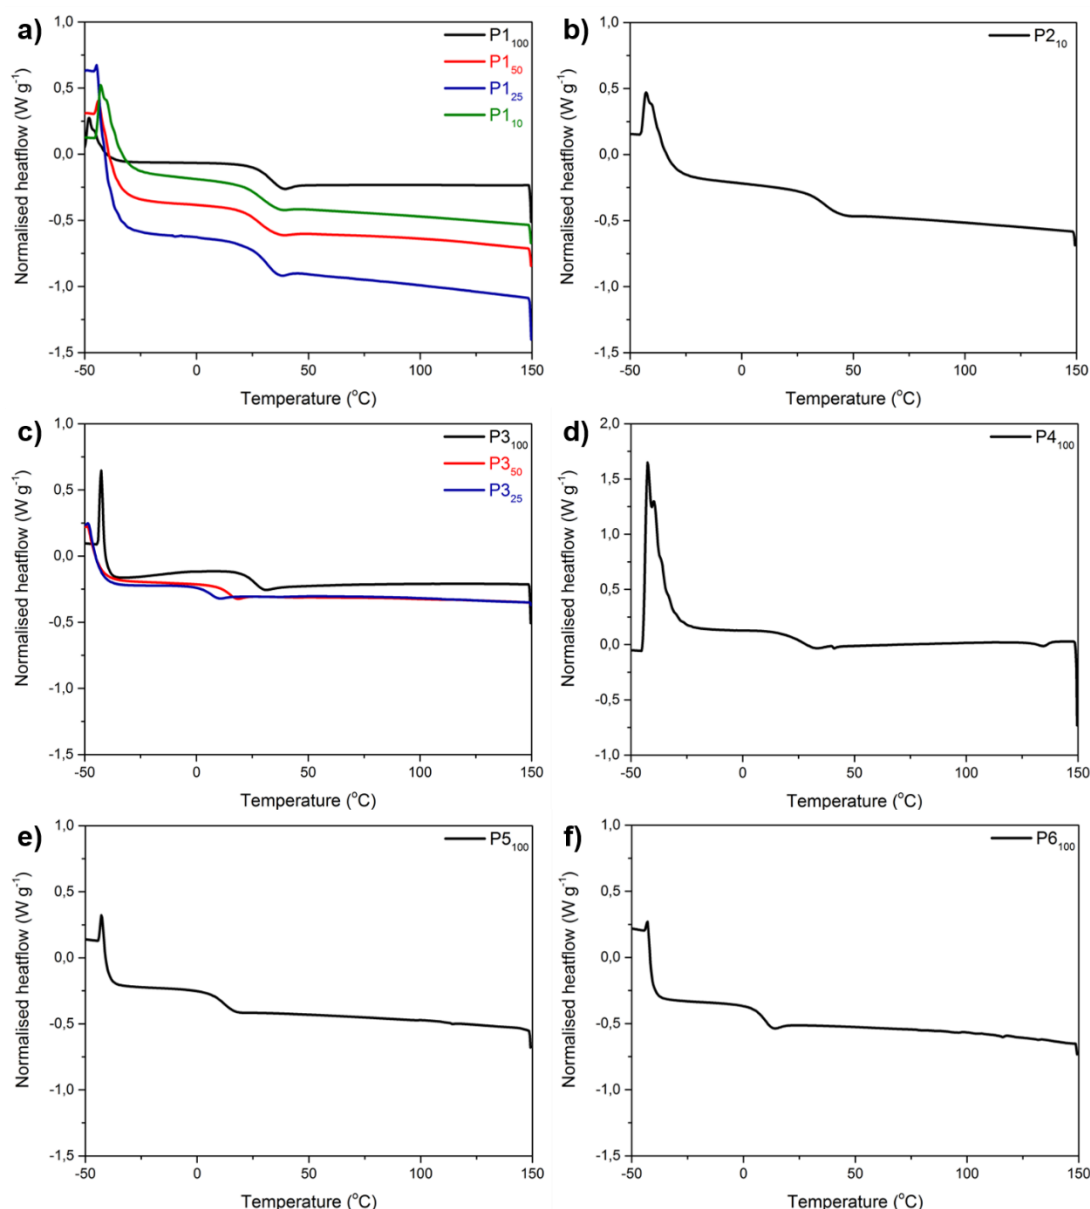 a)
P1₁₀₀
P1₅₀
P1₂₅
P1₁₀
1,0
0,5
0,0
-0,5
-1,0
-1,5
Normalised heatflow (W g⁻¹)
-50
0
50
100
150
Temperature (°C)
b)
P2₁₀
1,0
0,5
0,0
-0,5
-1,0
-1,5
Normalised heatflow (W g⁻¹)
-50
0
50
100
150
Temperature (°C)
c)
P3₁₀₀
P3₅₀
P3₂₅
1,0
0,5
0,0
-0,5
-1,0
-1,5
Normalised heatflow (W g⁻¹)
-50
0
50
100
150
Temperature (°C)
d)
P4₁₀₀
2,0
1,5
1,0
0,5
0,0
-0,5
-1,0
Normalised heatflow (W g⁻¹)
-50
0
50
100
150
Temperature (°C)
e)
P5₁₀₀
1,0
0,5
0,0
-0,5
-1,0
-1,5
Normalised heatflow (W g⁻¹)
-50
0
50
100
150
Temperature (°C)
f)
P6₁₀₀
1,0
0,5
0,0
-0,5
-1,0
-1,5
Normalised heatflow (W g⁻¹)
-50
0
50
100
150
Temperature (°C)